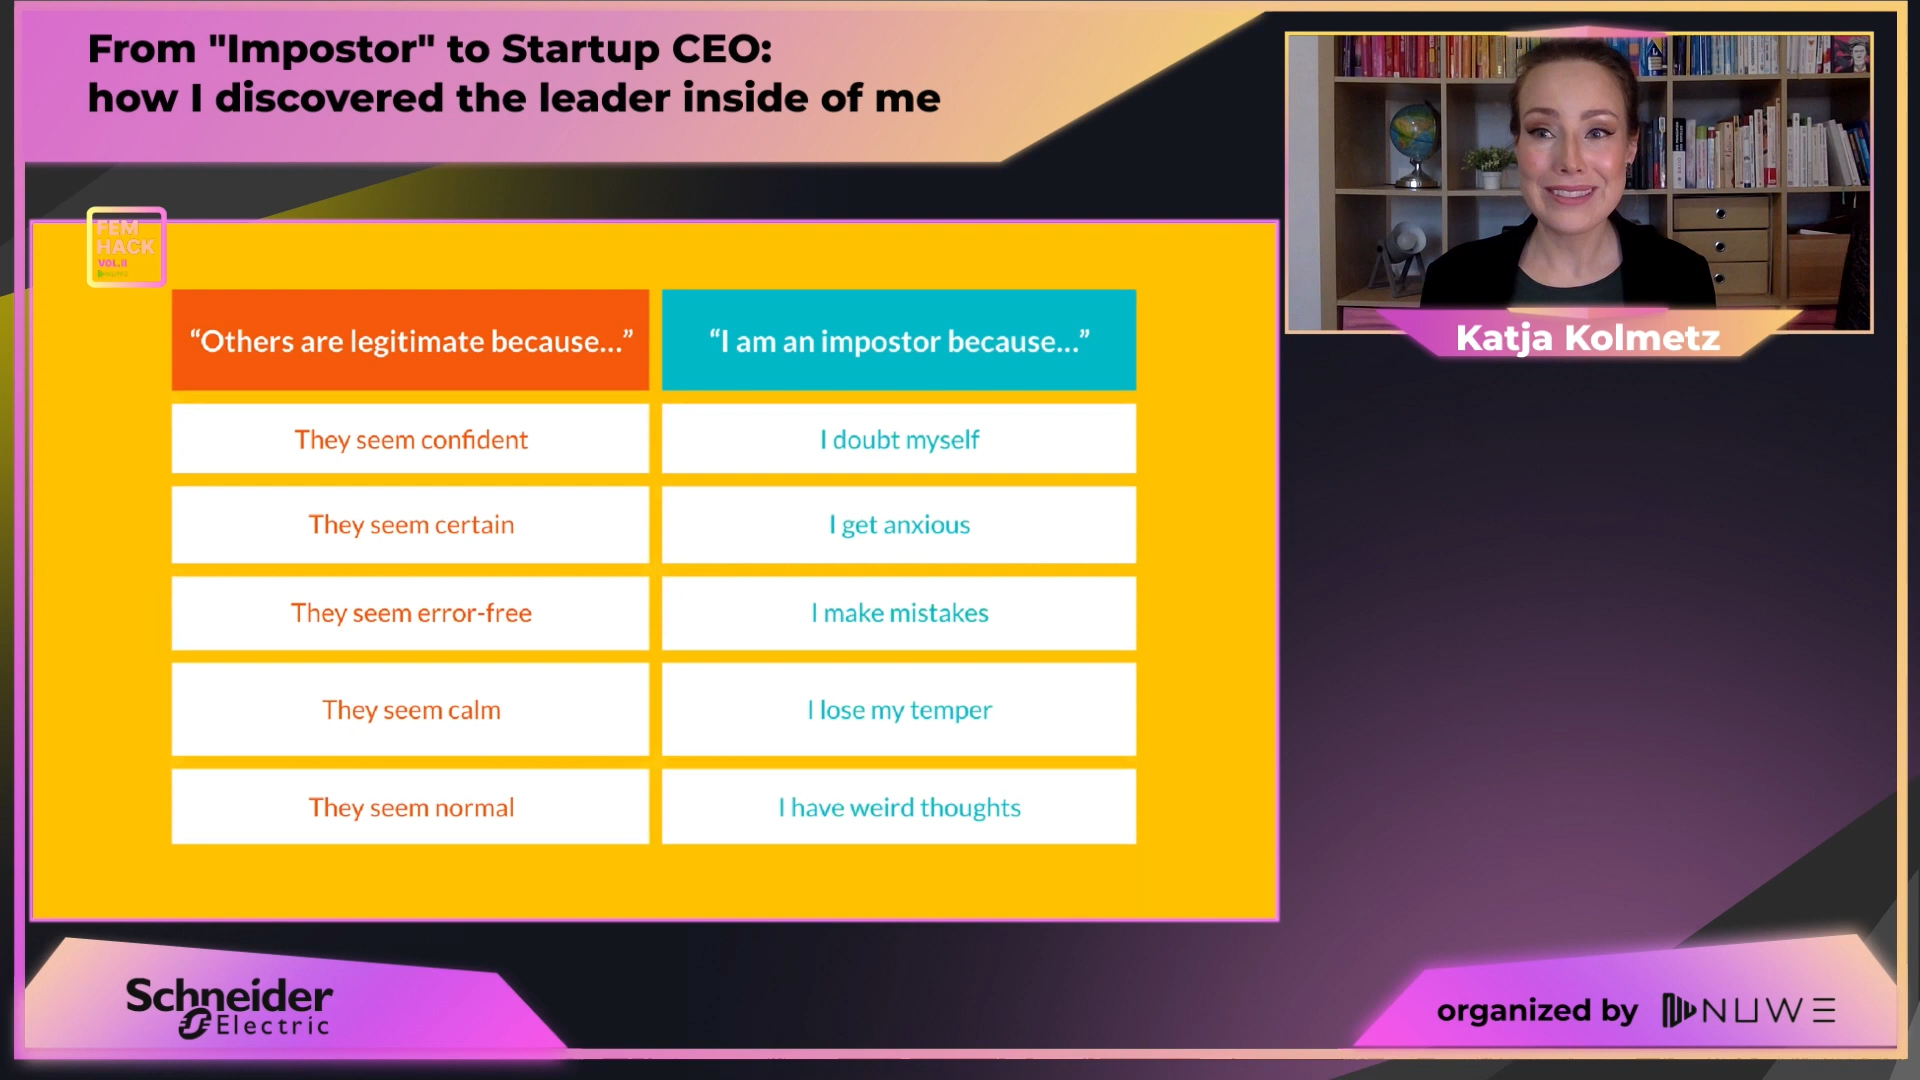 From "Impostor" to Startup CEO:
how I discovered the leader inside of me
FEM
HACK
VOL.II
Katja Kolmetz
“Others are legitimate because...”
“I am an impostor because...”
They seem confident
I doubt myself
They seem certain
I get anxious
They seem error-free
I make mistakes
They seem calm
I lose my temper
They seem normal
I have weird thoughts
Schneider
Electric
organized by NUWE